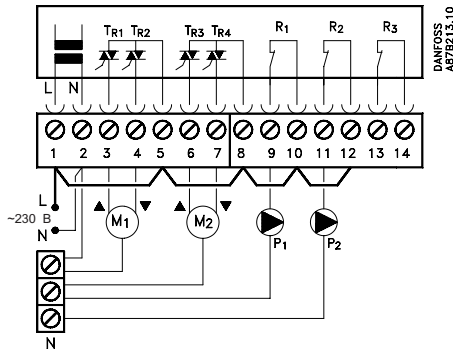 TR1 TR2 TR3 TR4 R1 R2 R3
DANFOSS
A87B213.10
L N
1 2 3 4 5 6 7 8 9 10 11 12 13 14
L
~230 В
N
M1 M2
P1 P2
N